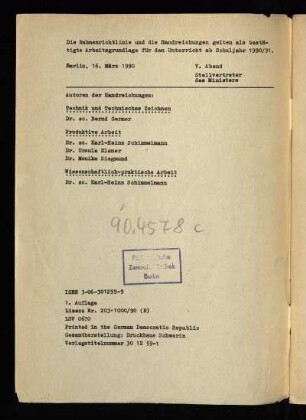 Die Rahmenrichtlinie und die Handreichungen gelten als bestä-
tigte Arbeitsgrundlage für den Unterricht ab Schuljahr 1990/91.
Berlin, 16. März 1990
V. Abend
Stellvertreter
des Ministers
Autoren der Handreichungen:
Technik und Technisches Zeichnen
Dr. sc. Bernd Germer
Produktive Arbeit
Dr. sc. Karl-Heinz Schimmelmann
Dr. Ursula Elsner
Dr. Monika Siegmund
Wissenschaftlich-praktische Arbeit
Dr. sc. Karl-Heinz Schimmelmann
90.4578 c
Berlin
ISBN 3-06-301259-9
1. Auflage
Lizenz Nr. 203-1000/90 (E)
LSV 0670
Printed in the German Democratic Republic
Gesamtherstellung: Druckhaus Schwerin
Verlagstitelnummer 30 12 59-1